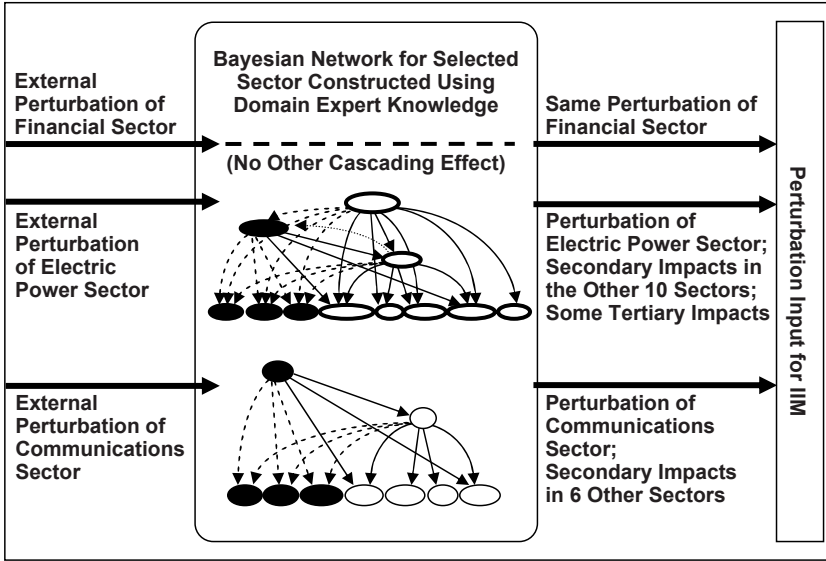 Bayesian Network for Selected
Sector Constructed Using
Domain Expert Knowledge
External
Perturbation of
Financial Sector
Same Perturbation of
Financial Sector
(No Other Cascading Effect)
External
Perturbation
of Electric
Power Sector
Perturbation of
Electric Power Sector;
Secondary Impacts in
the Other 10 Sectors;
Some Tertiary Impacts
External
Perturbation of
Communications
Sector
Perturbation of
Communications
Sector;
Secondary Impacts
in 6 Other Sectors
Perturbation Input for IIM